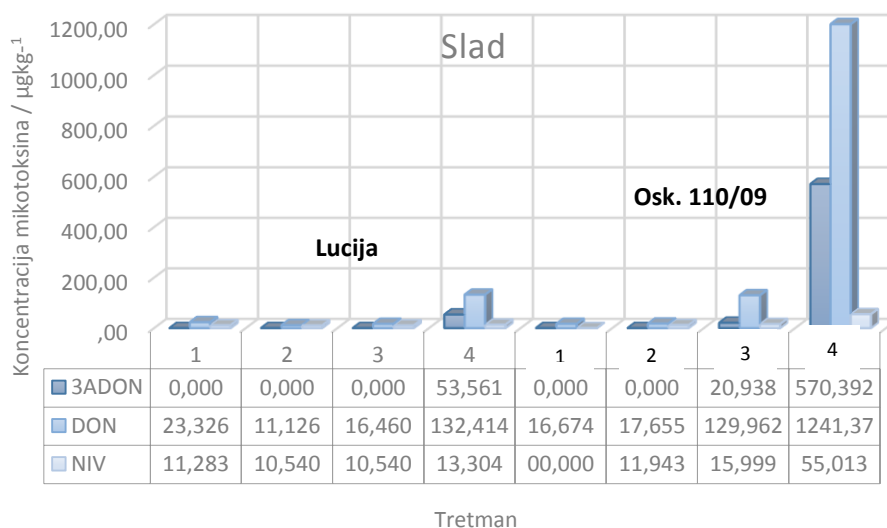 Slad
Koncentracija mikotoksina / µgkg-1
1200,00
1000,00
800,00
600,00
400,00
200,00
,00
Lucija
Osk. 110/09
1 2 3 4 1 2 3 4
3ADON 0,000 0,000 0,000 53,561 0,000 0,000 20,938 570,392
DON 23,326 11,126 16,460 132,414 16,674 17,655 129,962 1241,37
NIV 11,283 10,540 10,540 13,304 00,000 11,943 15,999 55,013
Tretman